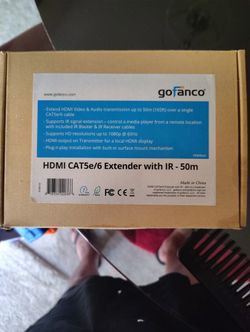 www.gofanco.com
gofanco
- Extend HDMI Video & Audio transmission up to 50m (165ft) over a single
CAT5e/6 cable
- Supports IR signal extension - control a media player from a remote location
with included IR Blaster & IR Receiver cables
- Supports HD resolutions up to 1080p @ 60Hz
- HDMI output on Transmitter for a local HDMI display
- Plug-n-play installation with built-in surface mount mechanism
HDMI CAT5e/6 Extender with IR - 50m
CE FC
Made in China